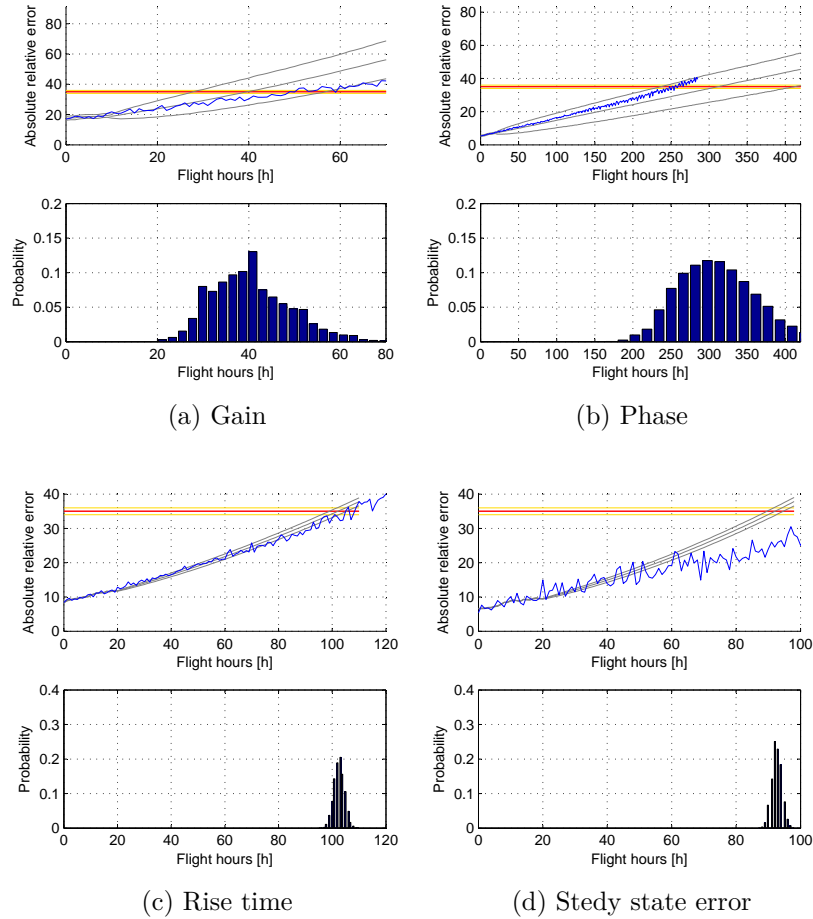 Absolute relative error
80
60
40
20
0
0 20 40 60
Flight hours [h]
Absolute relative error
80
60
40
20
0
0 50 100 150 200 250 300 350 400
Flight hours [h]
Probability
0.2
0.15
0.1
0.05
0
0 20 40 60 80
Flight hours [h]
Probability
0.2
0.15
0.1
0.05
0
0 50 100 150 200 250 300 350 400
Flight hours [h]
(a) Gain
(b) Phase
Absolute relative error
40
30
20
10
0
0 20 40 60 80 100 120
Flight hours [h]
Absolute relative error
40
30
20
10
0
0 20 40 60 80 100
Flight hours [h]
Probability
0.4
0.3
0.2
0.1
0
0 20 40 60 80 100 120
Flight hours [h]
Probability
0.4
0.3
0.2
0.1
0
0 20 40 60 80 100
Flight hours [h]
(c) Rise time
(d) Stedy state error